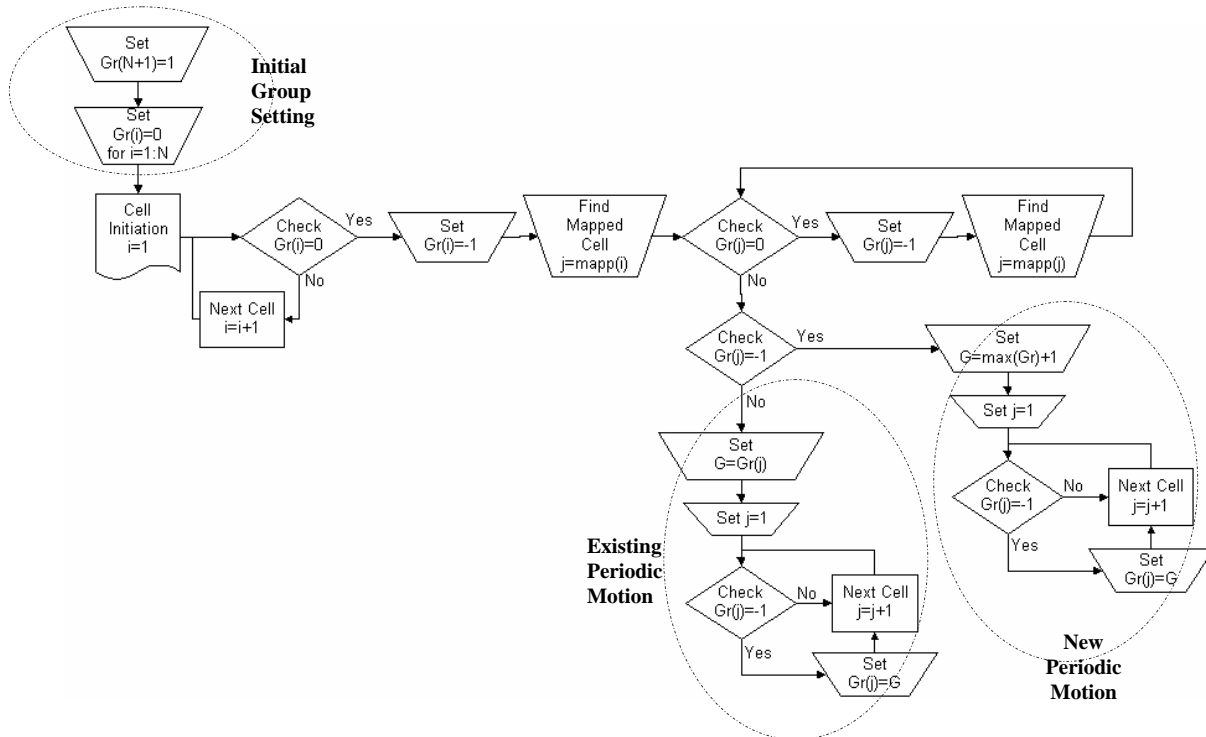 Set
Gr(N+1)=1
Initial
Group
Setting
Set
Gr(i)=0
for i=1:N
Cell
Initiation
i=1
Check
Gr(i)=0
Yes
No
Next Cell
i=i+1
Set
Gr(i)=-1
Find
Mapped
Cell
j=mapp(i)
Check
Gr(j)=0
Yes
No
Set
Gr(j)=-1
Find
Mapped
Cell
j=mapp(j)
Check
Gr(j)=-1
Yes
No
Set
G=Gr(j)
Set j=1
Check
Gr(j)=-1
No
Yes
Next Cell
j=j+1
Set
Gr(j)=G
Existing
Periodic
Motion
Set
G=max(Gr)+1
Set j=1
Check
Gr(j)=-1
No
Yes
Next Cell
j=j+1
Set
Gr(j)=G
New
Periodic
Motion